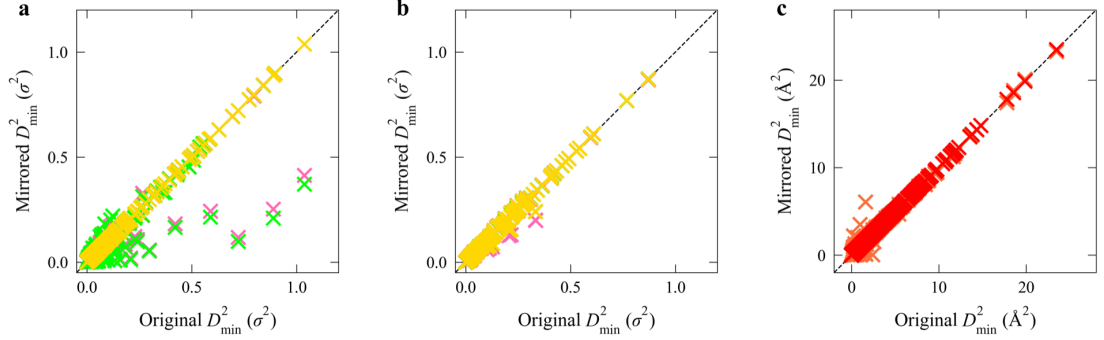 a
1.0
0.5
0.0
0.0 0.5 1.0
Mirrored D²min (σ²)
Original D²min (σ²)
b
1.0
0.5
0.0
0.0 0.5 1.0
Mirrored D²min (σ²)
Original D²min (σ²)
c
20
10
0
0 10 20
Mirrored D²min (Å²)
Original D²min (Å²)